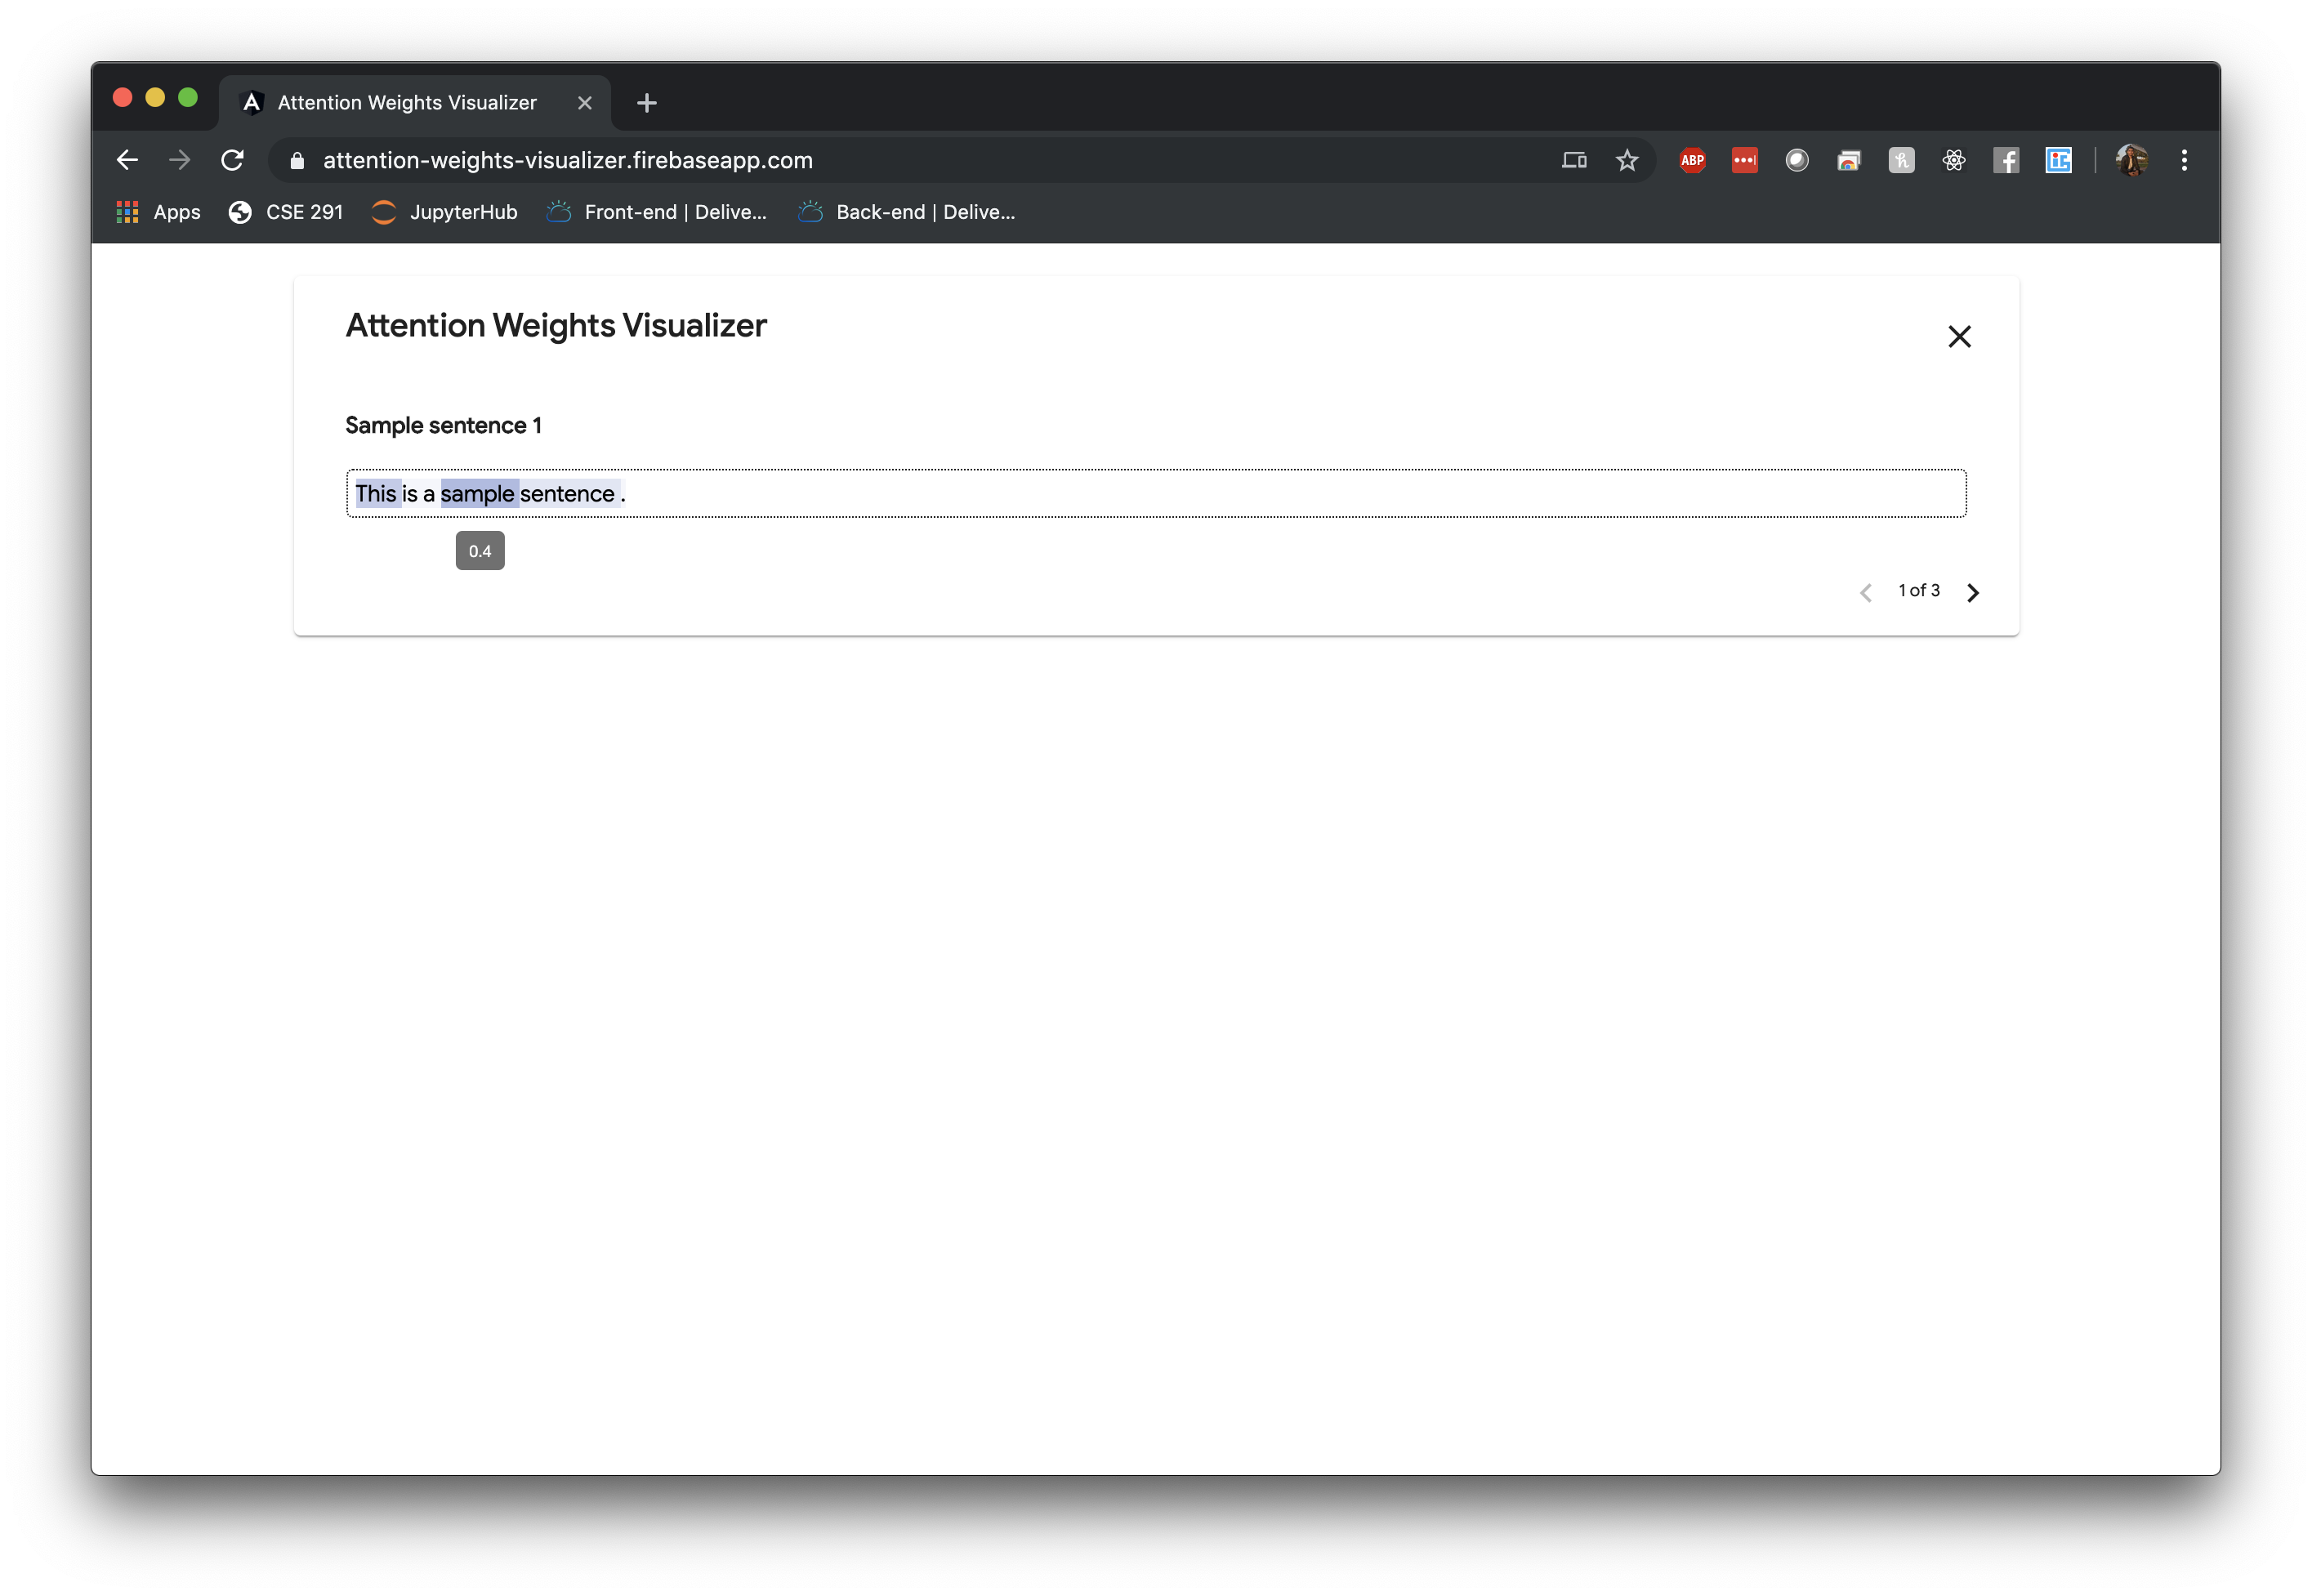 Attention Weights Visualizer
attention-weights-visualizer.firebaseapp.com
ABP
Apps CSE 291 JupyterHub Front-end | Delive... Back-end | Delive...
Attention Weights Visualizer
Sample sentence 1
This is a sample sentence .
0.4
1 of 3